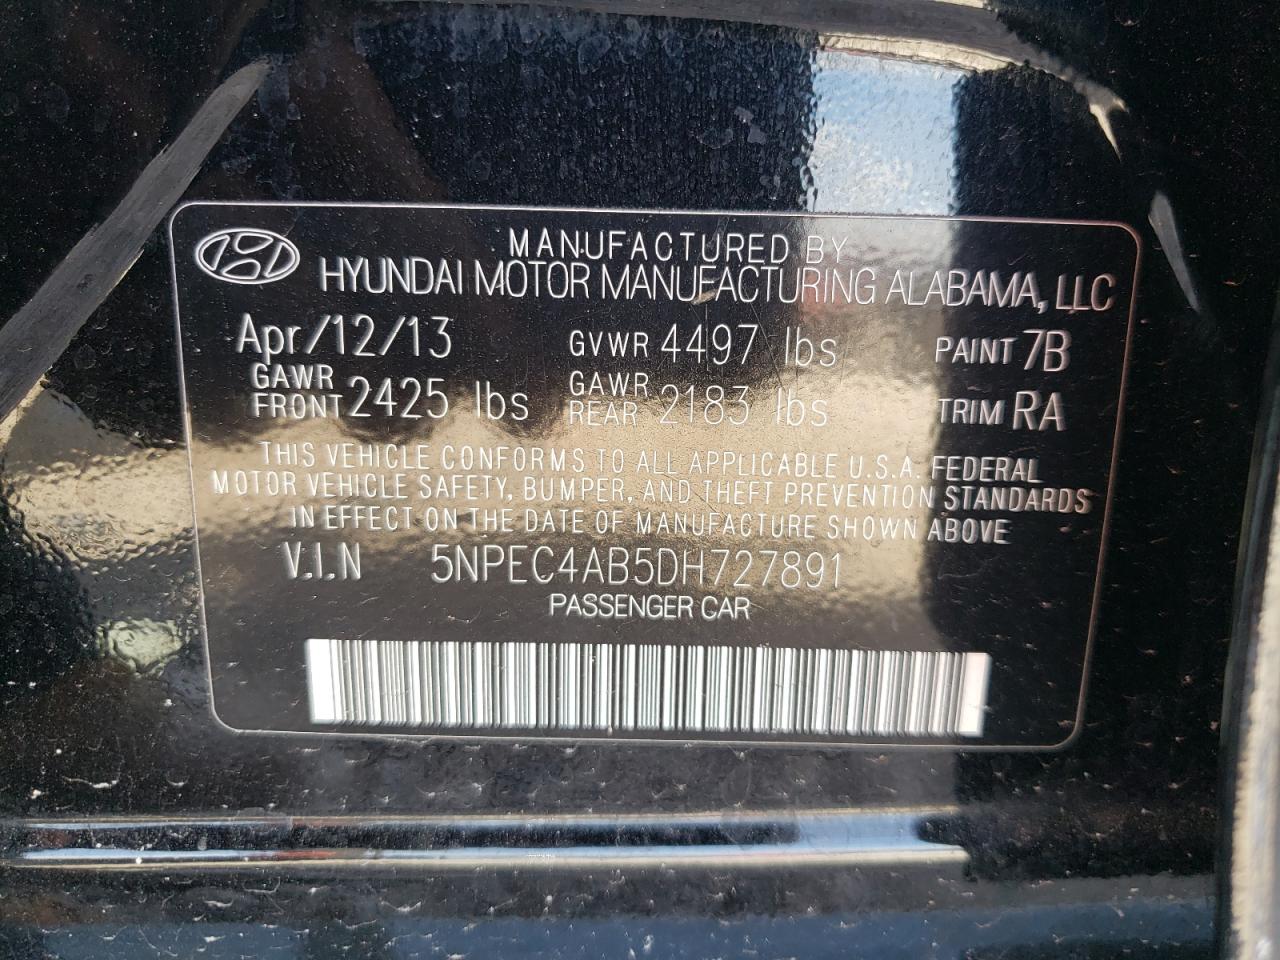 MANUFACTURED BY
HYUNDAI MOTOR MANUFACTURING ALABAMA, LLC
Apr/12/13 GVWR 4497 lbs PAINT 7B
GAWR FRONT 2425 lbs GAWR REAR 2183 lbs TRIM RA
THIS VEHICLE CONFORMS TO ALL APPLICABLE U.S.A. FEDERAL
MOTOR VEHICLE SAFETY, BUMPER, AND THEFT PREVENTION STANDARDS
IN EFFECT ON THE DATE OF MANUFACTURE SHOWN ABOVE
V.I.N 5NPEC4AB5DH727891
PASSENGER CAR